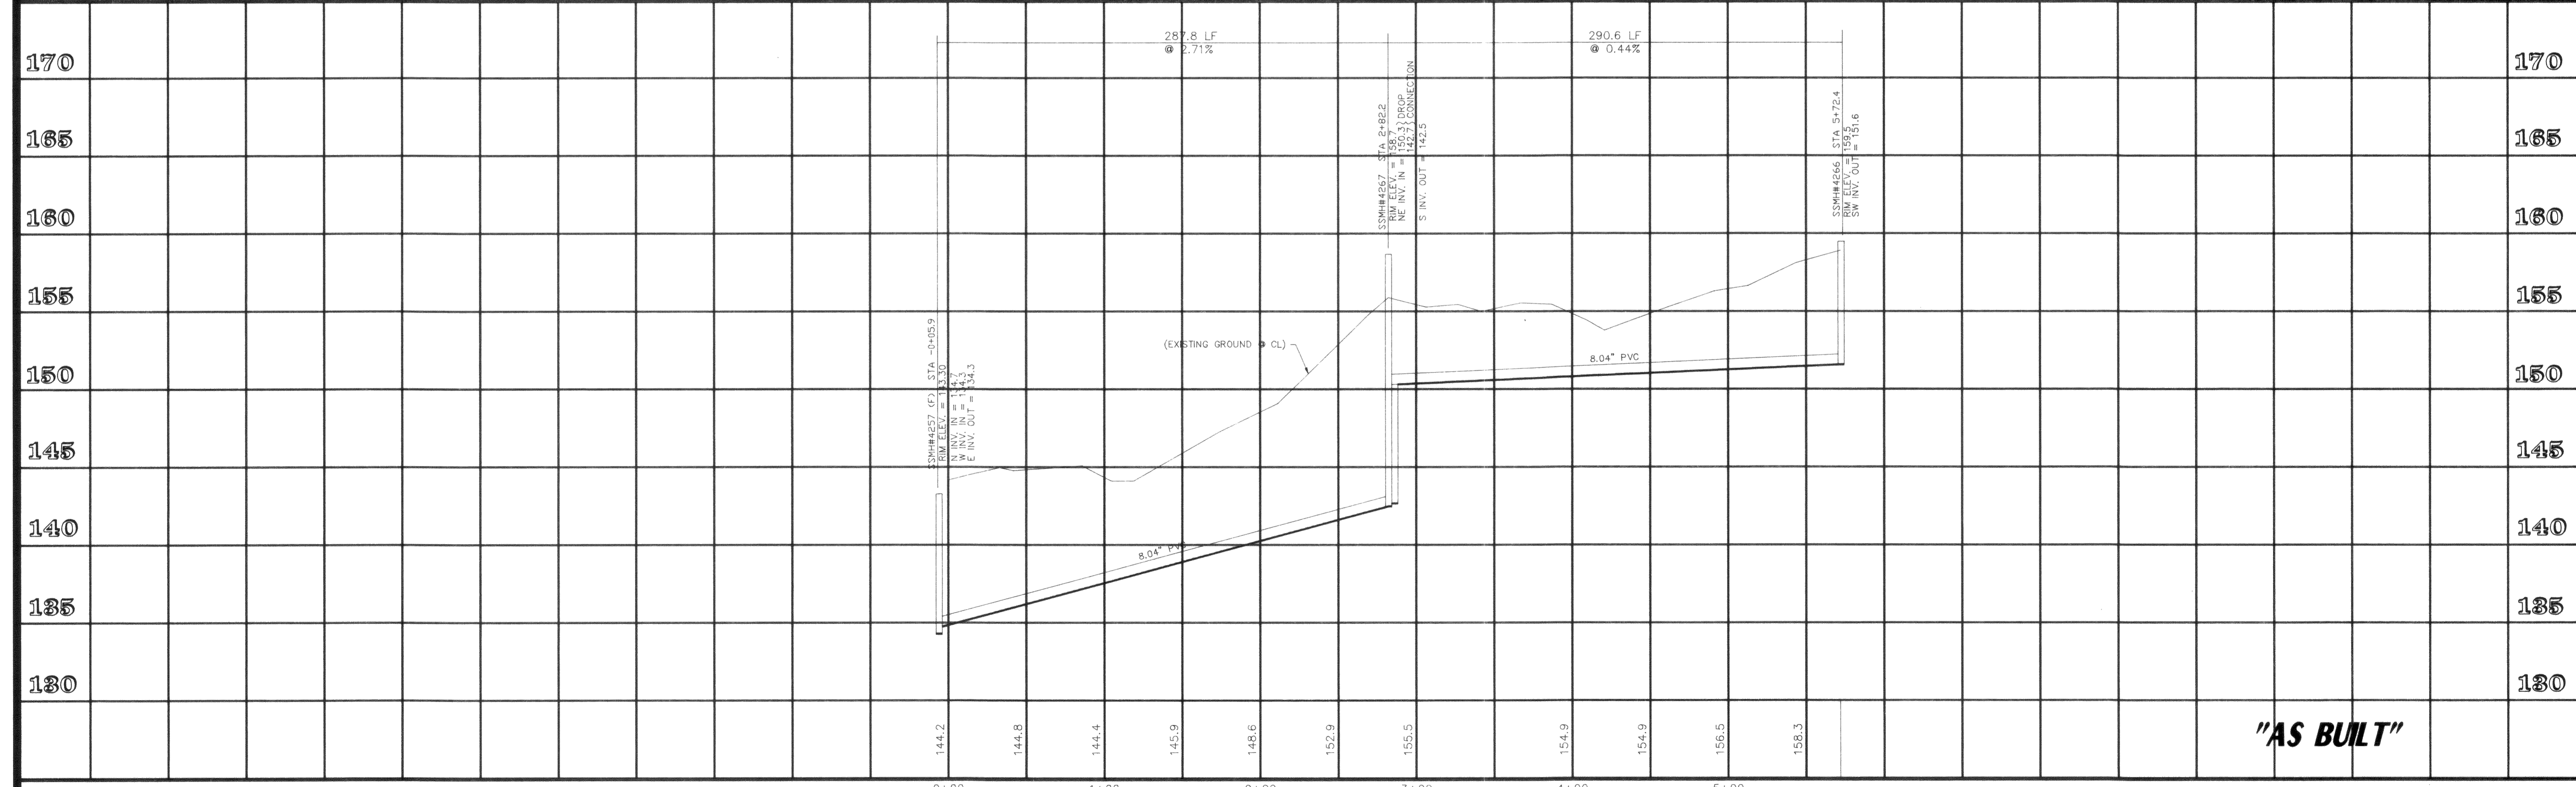 287.8 LF
@ 2.71%
290.6 LF
@ 0.44%
170
170
165
165
160
160
155
155
150
150
145
145
140
140
135
135
130
130
SSMH#4257 (F) STA -0+05.9
RIM ELEV. = 143.30
N INV. IN = 134.7
W INV. IN = 134.3
E INV. OUT = 134.3
SSMH#4267 STA 2+82.2
RIM ELEV. = 158.7
NE INV. IN = 150.3} DROP
142.7} CONNECTION
S INV. OUT = 142.5
SSMH#4266 STA 5+72.4
RIM ELEV. = 159.5
SW INV. OUT = 151.6
(EXISTING GROUND @ CL)
8.04" PVC
8.04" PVC
144.2
144.8
144.4
145.9
148.6
152.9
155.5
154.9
154.9
156.5
158.3
"AS BUILT"